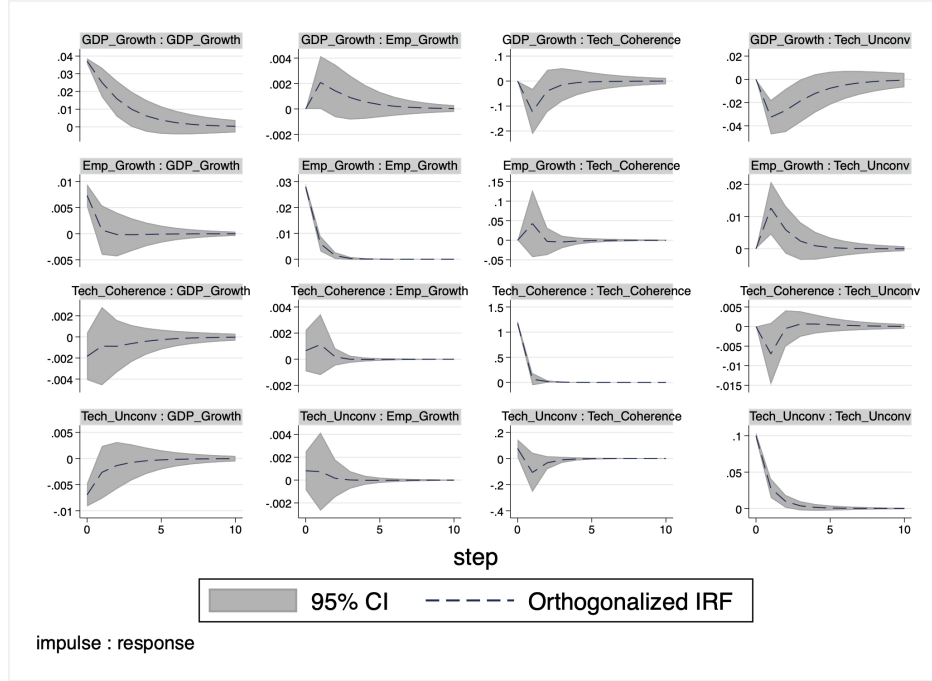 GDP_Growth : GDP_Growth
GDP_Growth : Emp_Growth
GDP_Growth : Tech_Coherence
GDP_Growth : Tech_Unconv
.04
.03
.02
.01
0
.004
.002
0
-.002
.1
0
-.1
-.2
.02
0
-.02
-.04
Emp_Growth : GDP_Growth
Emp_Growth : Emp_Growth
Emp_Growth : Tech_Coherence
Emp_Growth : Tech_Unconv
.01
.005
0
-.005
.03
.02
.01
0
.15
.1
.05
0
-.05
.02
.01
0
Tech_Coherence : GDP_Growth
Tech_Coherence : Emp_Growth
Tech_Coherence : Tech_Coherence
Tech_Coherence : Tech_Unconv
.002
0
-.002
-.004
.004
.002
0
-.002
1.5
1
.5
0
.005
0
-.005
-.01
-.015
Tech_Unconv : GDP_Growth
Tech_Unconv : Emp_Growth
Tech_Unconv : Tech_Coherence
Tech_Unconv : Tech_Unconv
.005
0
-.005
-.01
.004
.002
0
-.002
.2
0
-.2
-.4
.1
.05
0
0 5 10
0 5 10
0 5 10
0 5 10
step
95% CI
Orthogonalized IRF
impulse : response